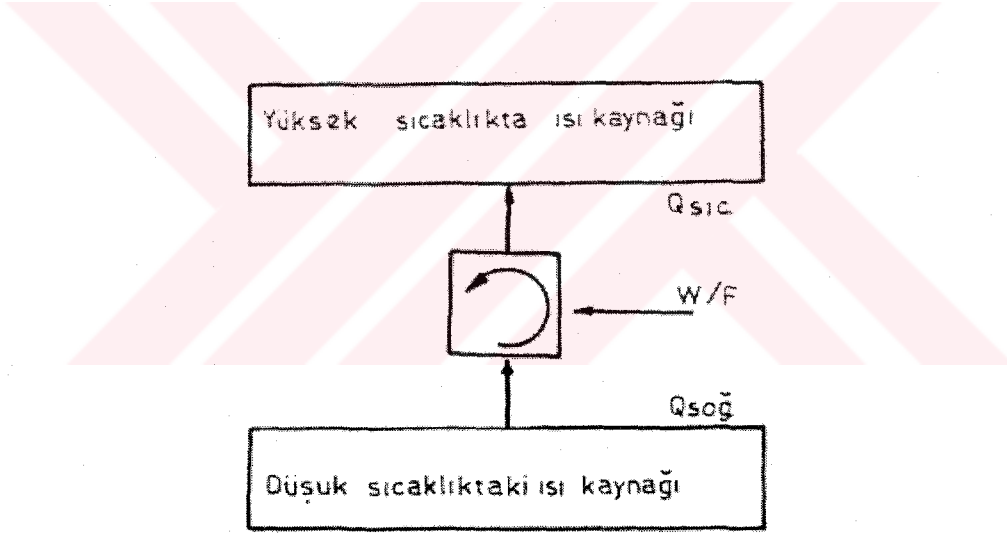 Yüksek sıcaklıkta ısı kaynağı
Qsıc
W/F
Qsoğ
Düşuk sıcaklıktaki ısı kaynağı